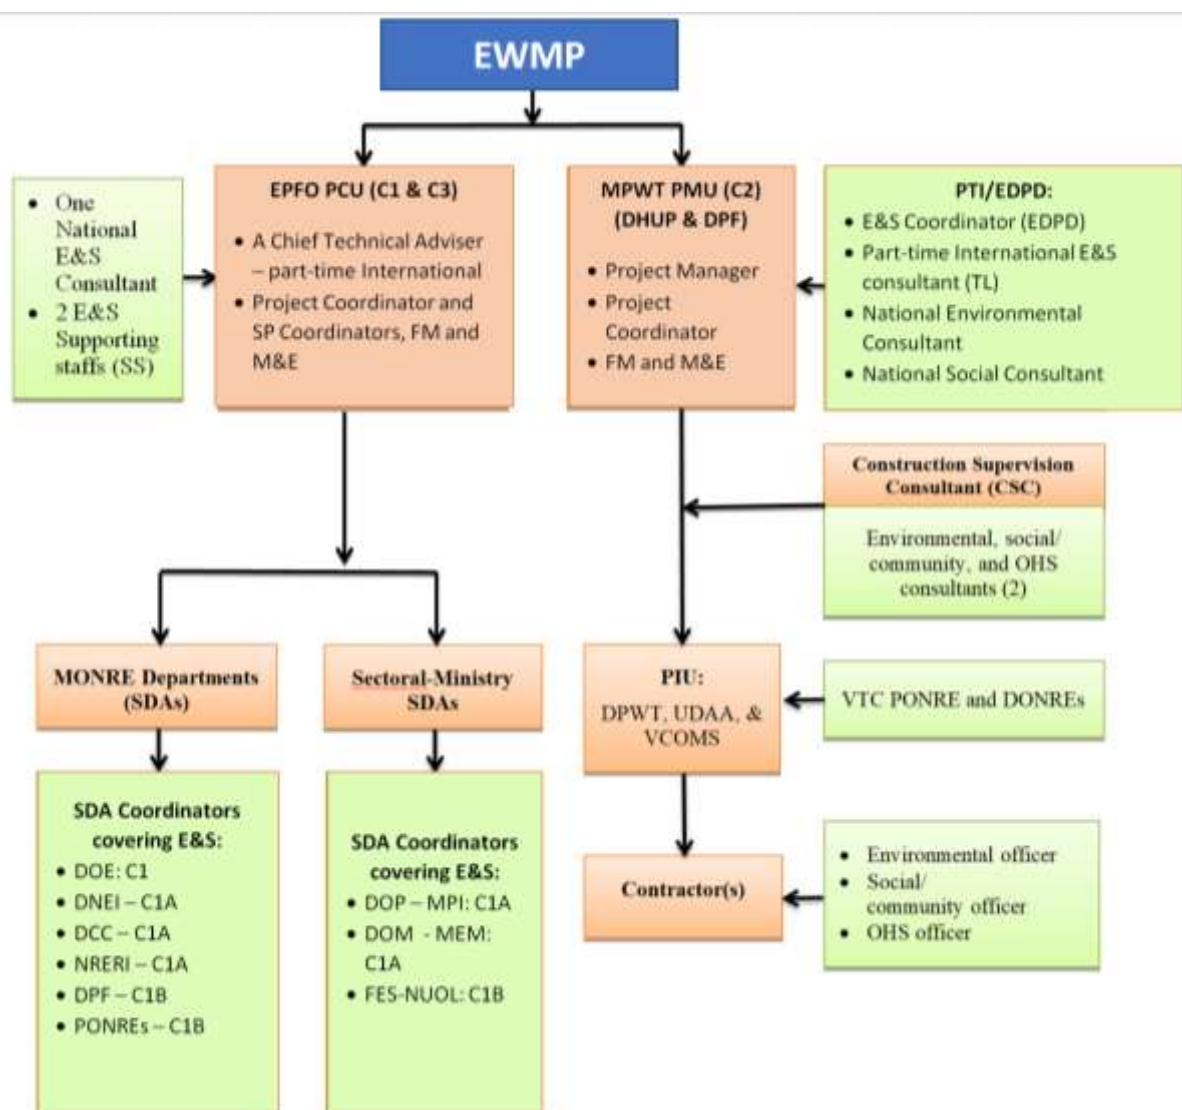 EWMP
• One
National
E&S
Consultant
• 2 E&S
Supporting
staffs (SS)
EPFO PCU (C1 & C3)
• A Chief Technical Adviser
– part-time International
• Project Coordinator and
SP Coordinators, FM and
M&E
MPWT PMU (C2)
(DHUP & DPF)
• Project Manager
• Project
Coordinator
• FM and M&E
PTI/EDPD:
• E&S Coordinator (EDPD)
• Part-time International E&S
consultant (TL)
• National Environmental
Consultant
• National Social Consultant
Construction Supervision
Consultant (CSC)
Environmental, social/
community, and OHS
consultants (2)
MONRE Departments
(SDAs)
Sectoral-Ministry
SDAs
PIU:
DPWT, UDAA, &
VCOMS
VTC PONRE and DONREs
SDA Coordinators
covering E&S:
• DOE: C1
• DNEI – C1A
• DCC – C1A
• NRERI – C1A
• DPF – C1B
• PONREs – C1B
SDA Coordinators
covering E&S:
• DOP – MPI: C1A
• DOM - MEM:
C1A
• FES-NUOL: C1B
Contractor(s)
• Environmental officer
• Social/
community officer
• OHS officer